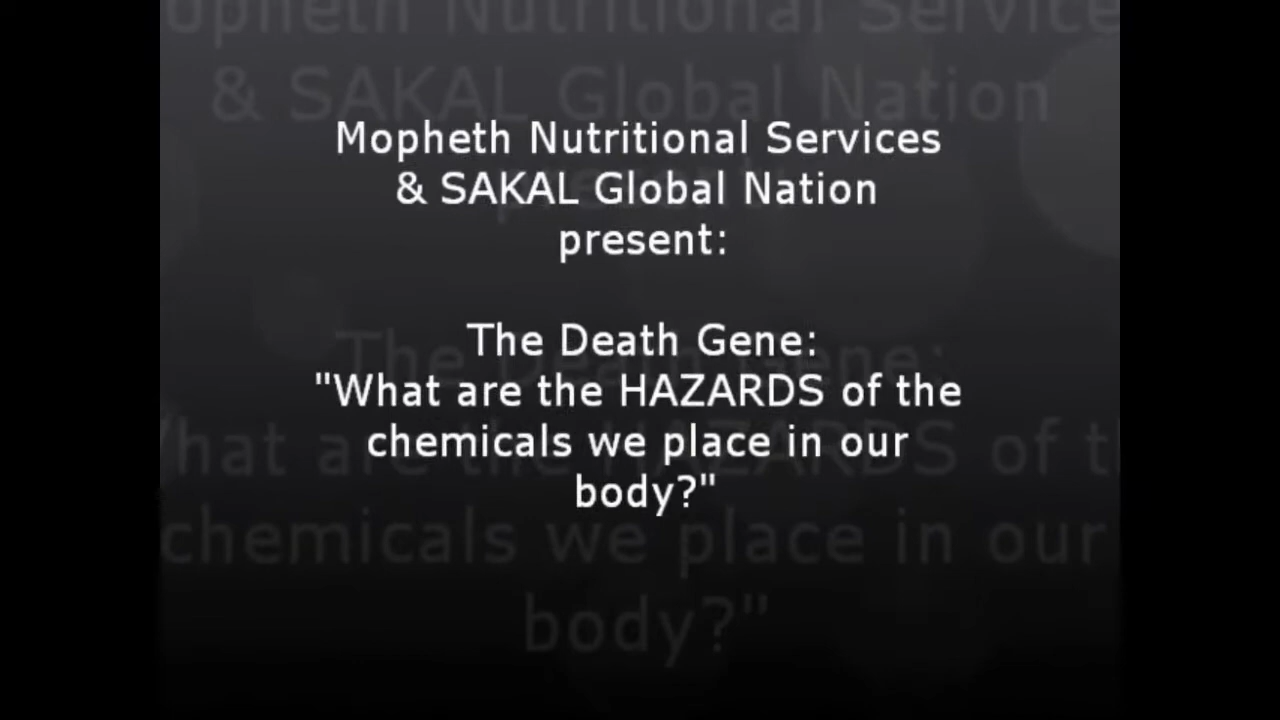 Mopheth Nutritional Services
& SAKAL Global Nation
present:
The Death Gene:
"What are the HAZARDS of the
chemicals we place in our
body?"